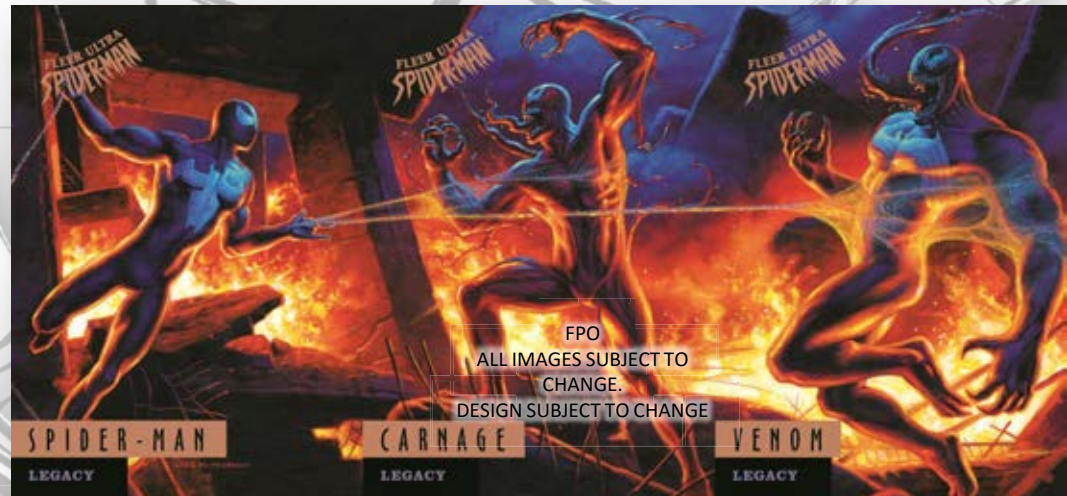 FLEER ULTRA
SPIDER-MAN
FLEER ULTRA
SPIDER-MAN
FLEER ULTRA
SPIDER-MAN
FPO
ALL IMAGES SUBJECT TO
CHANGE.
DESIGN SUBJECT TO CHANGE
SPIDER-MAN
LEGACY
CARNAGE
LEGACY
VENOM
LEGACY